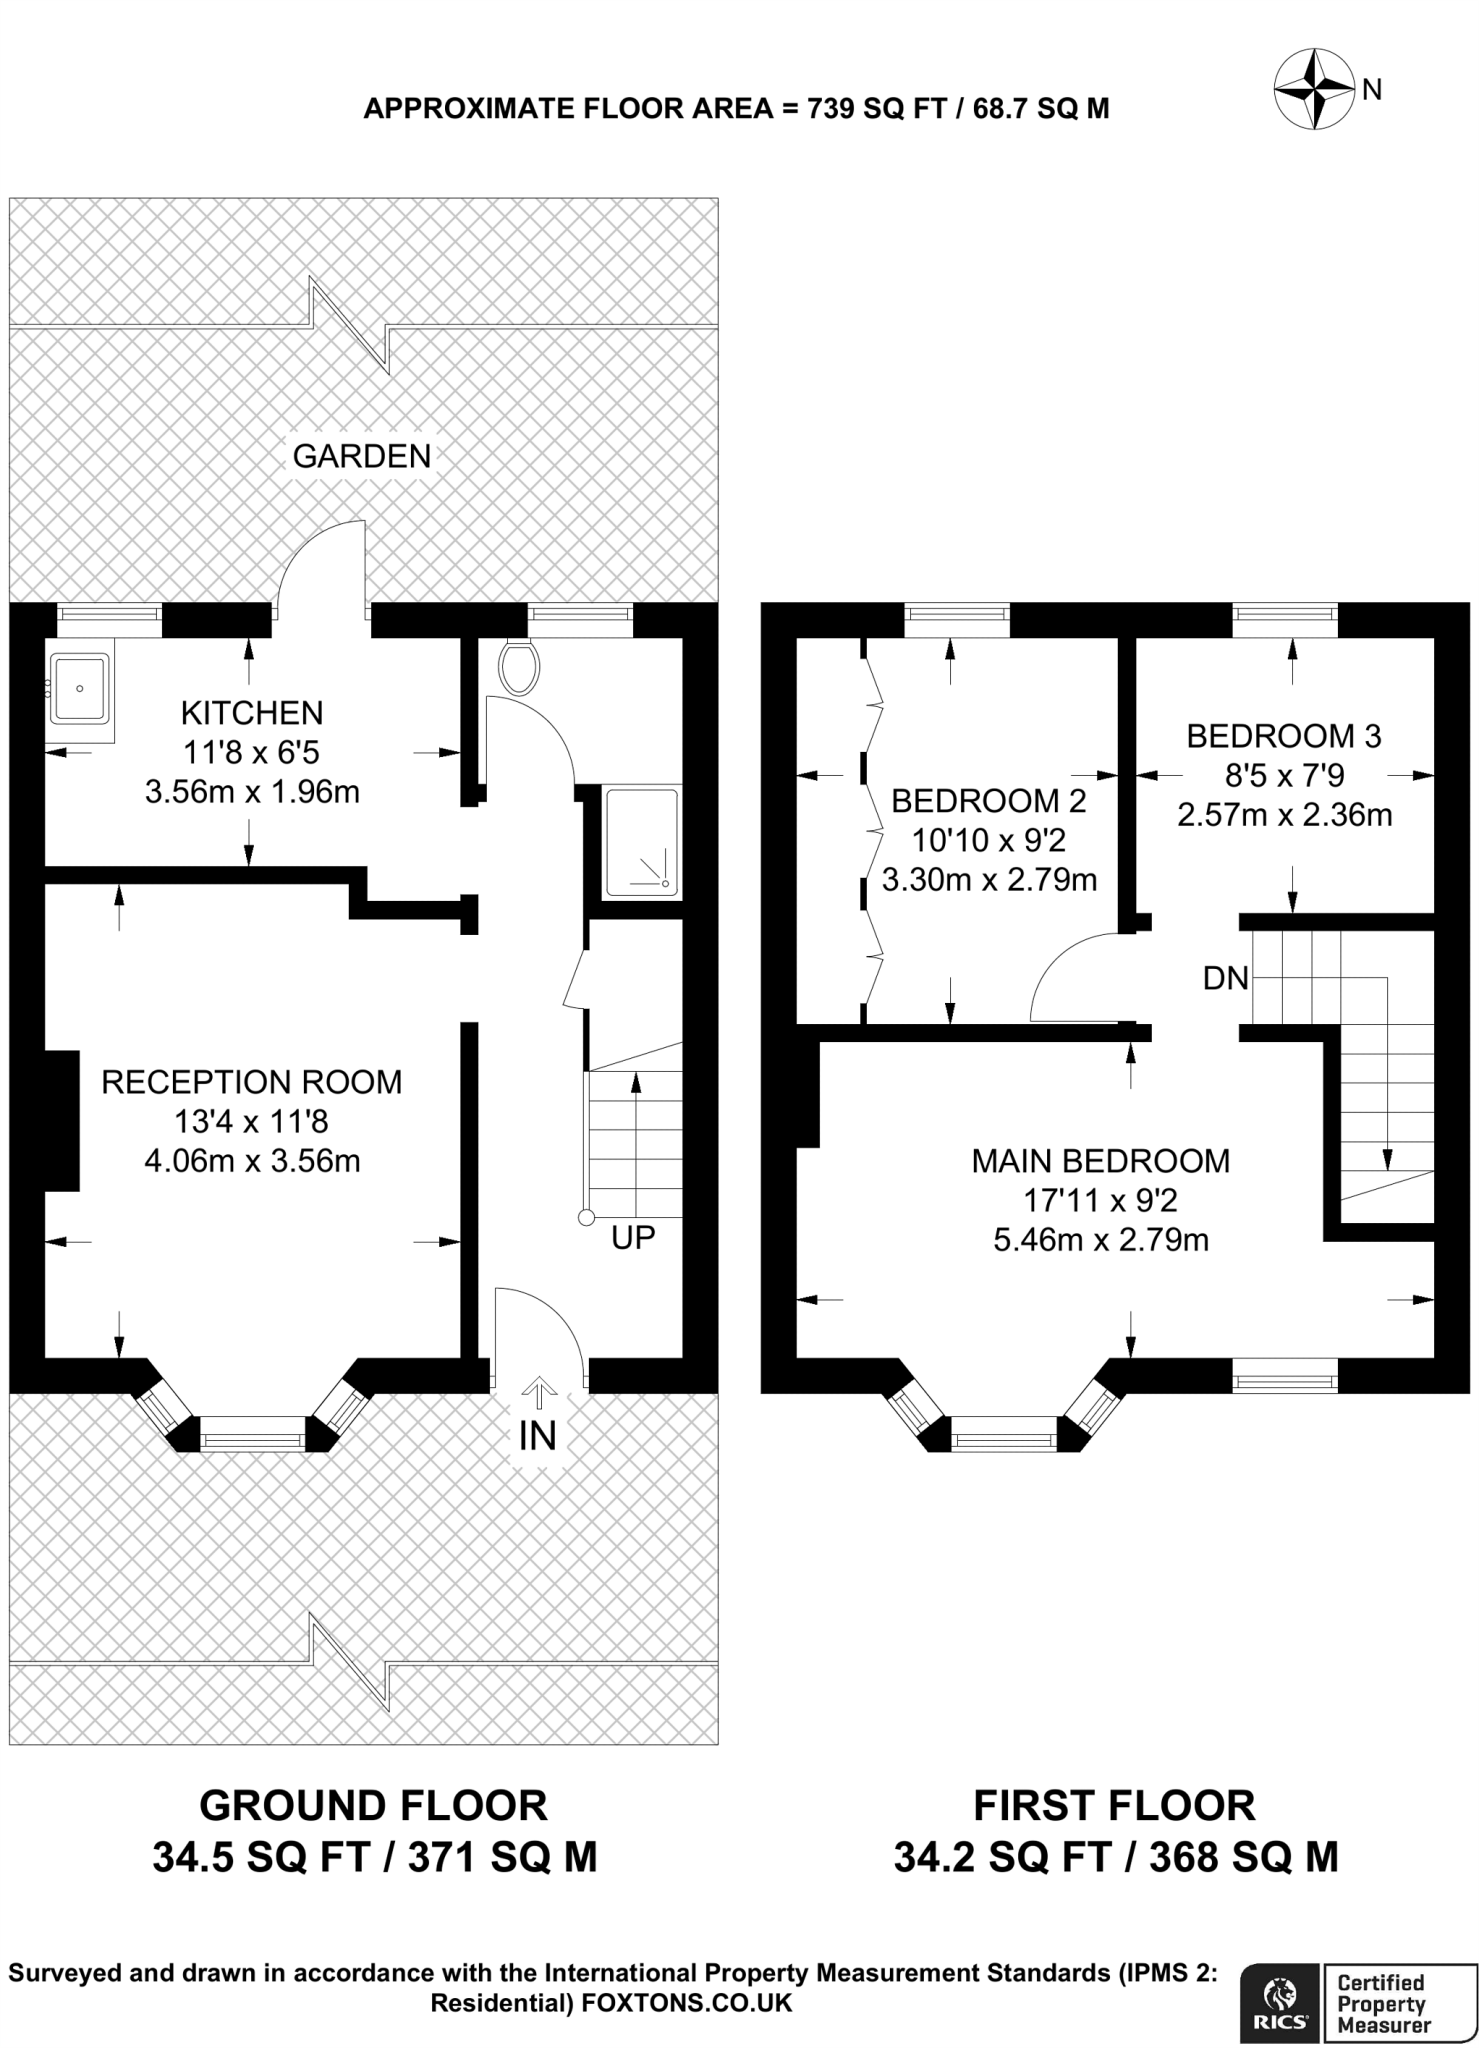 APPROXIMATE FLOOR AREA = 739 SQ FT / 68.7 SQ M
N
GARDEN
KITCHEN
11'8 x 6'5
3.56m x 1.96m
RECEPTION ROOM
13'4 x 11'8
4.06m x 3.56m
UP
IN
BEDROOM 2
10'10 x 9'2
3.30m x 2.79m
BEDROOM 3
8'5 x 7'9
2.57m x 2.36m
DN
MAIN BEDROOM
17'11 x 9'2
5.46m x 2.79m
GROUND FLOOR
34.5 SQ FT / 371 SQ M
FIRST FLOOR
34.2 SQ FT / 368 SQ M
Surveyed and drawn in accordance with the International Property Measurement Standards (IPMS 2:
Residential) FOXTONS.CO.UK
RICS
Certified
Property
Measurer